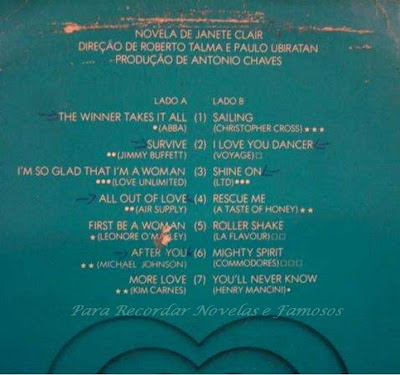 NOVELA DE JANETE CLAIR
DIREÇÃO DE ROBERTO TALMA E PAULO UBIRATAN
PRODUÇÃO DE ANTONIO CHAVES
LADO A LADO B
THE WINNER TAKES IT ALL (1) SAILING
●(ABBA) (CHRISTOPHER CROSS)★★★
SURVIVE (2) I LOVE YOU DANCER
●●(JIMMY BUFFETT) (VOYAGE)□
I'M SO GLAD THAT I'M A WOMAN (3) SHINE ON
●●●(LOVE UNLIMITED) (LTD)●●●
ALL OUT OF LOVE (4) RESCUE ME
●●(AIR SUPPLY) (A TASTE OF HONEY)★★
FIRST BE A WOMAN (5) ROLLER SHAKE
★(LEONORE O'MALLEY) (LA FLAVOUR)□□
AFTER YOU (6) MIGHTY SPIRIT
★★(MICHAEL JOHNSON) (COMMODORES)□□□
MORE LOVE (7) YOU'LL NEVER KNOW
★★(KIM CARNES) (HENRY MANCINI)●
Para Recordar Novelas e Famosos